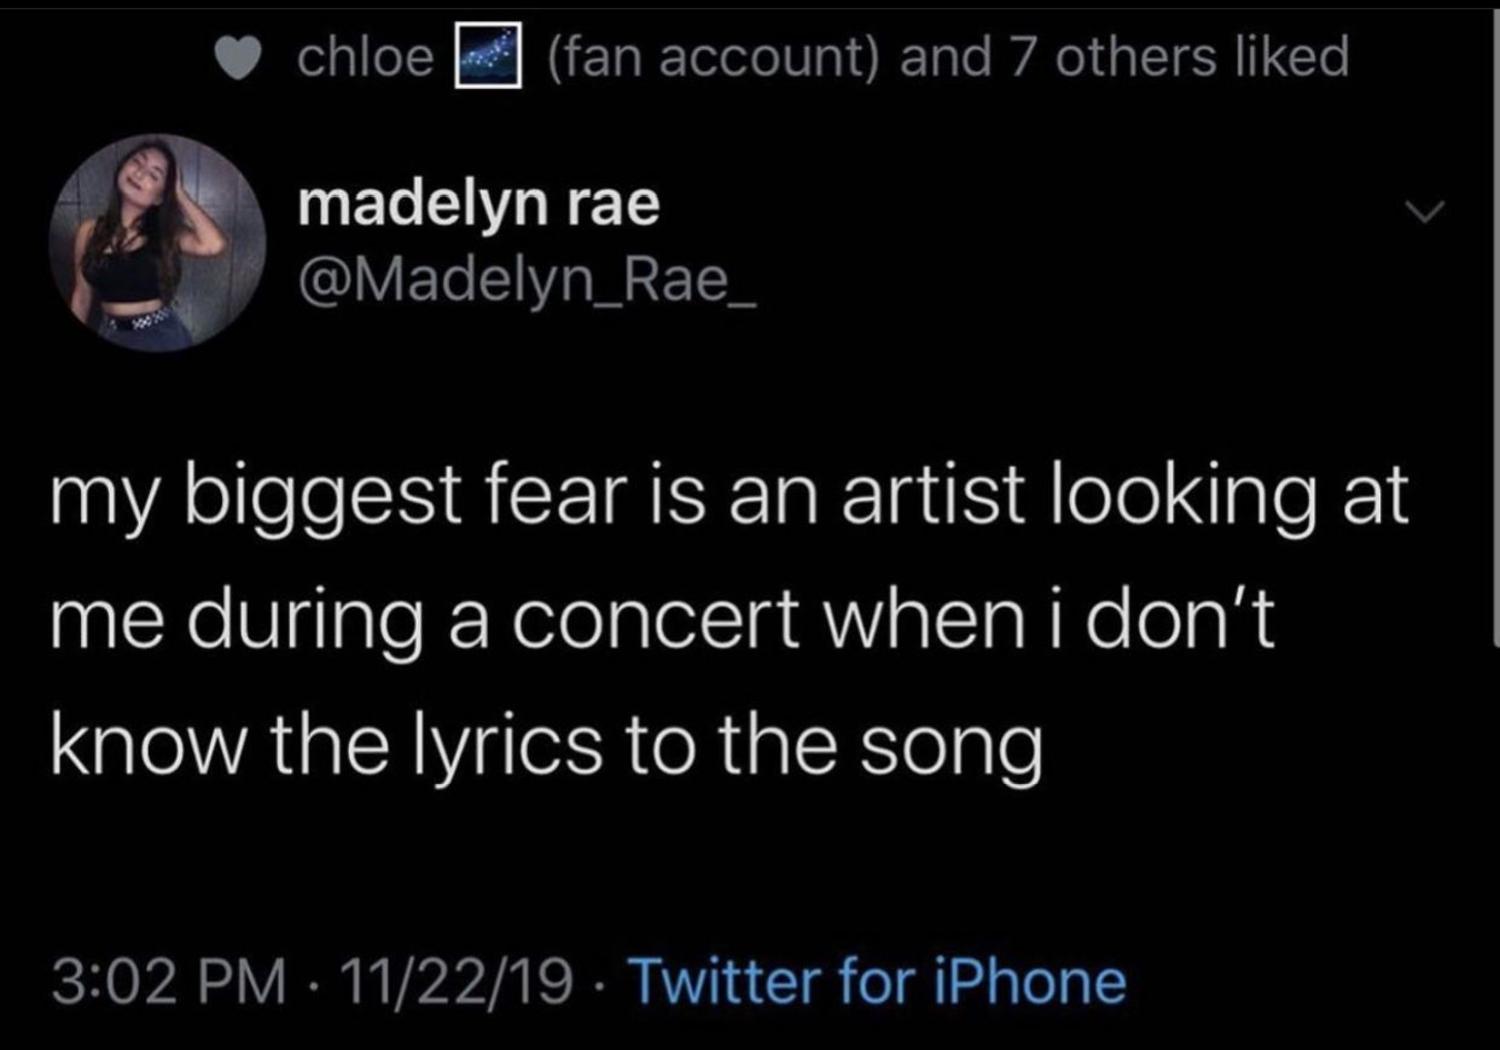 chloe 🌌 (fan account) and 7 others liked
madelyn rae
@Madelyn_Rae_
my biggest fear is an artist looking at
me during a concert when i don’t
know the lyrics to the song
3:02 PM · 11/22/19 · Twitter for iPhone